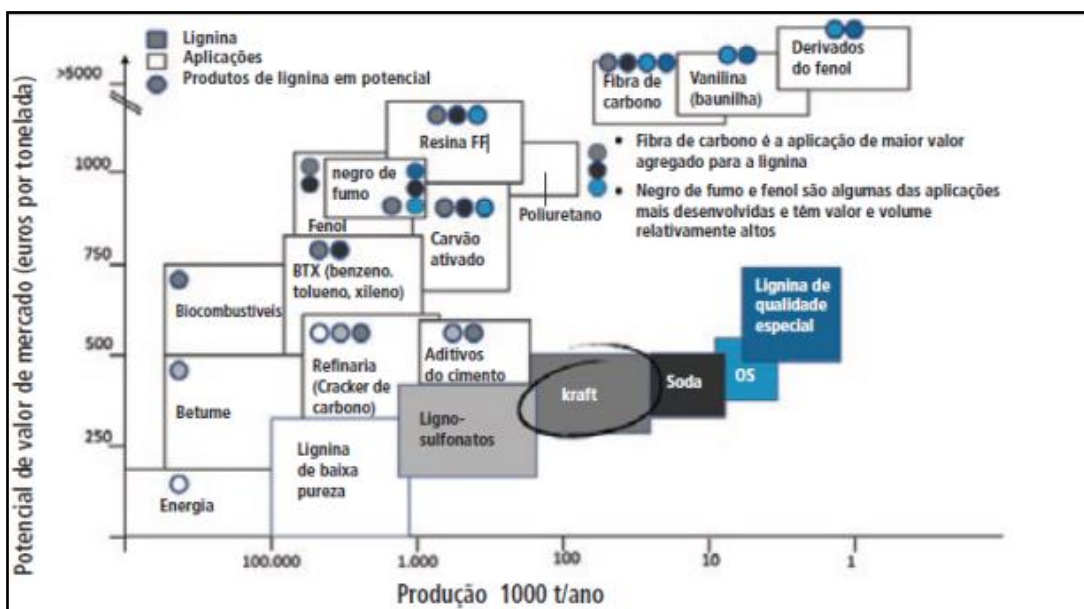 Potencial de valor de mercado (euros por tonelada)
>5000
1000
750
500
250
Lignina
Aplicações
Produtos de lignina em potencial
Derivados
do fenol
Vanilina
(baunilha)
Fibra de
carbono
Resina FF
negro de
fumo
Fenol
Carvão
ativado
Poliuretano
• Fibra de carbono é a aplicação de maior valor
agregado para a lignina
• Negro de fumo e fenol são algumas das aplicações
mais desenvolvidas e têm valor e volume
relativamente altos
BTX (benzeno.
tolueno, xileno)
Biocombustíveis
Refinaria
(Cracker de
carbono)
Aditivos
do cimento
Betume
Ligno-
sulfonatos
kraft
Soda
OS
Lignina de
qualidade
especial
Lignina
de baixa
pureza
Energia
100.000
1.000
100
10
1
Produção 1000 t/ano